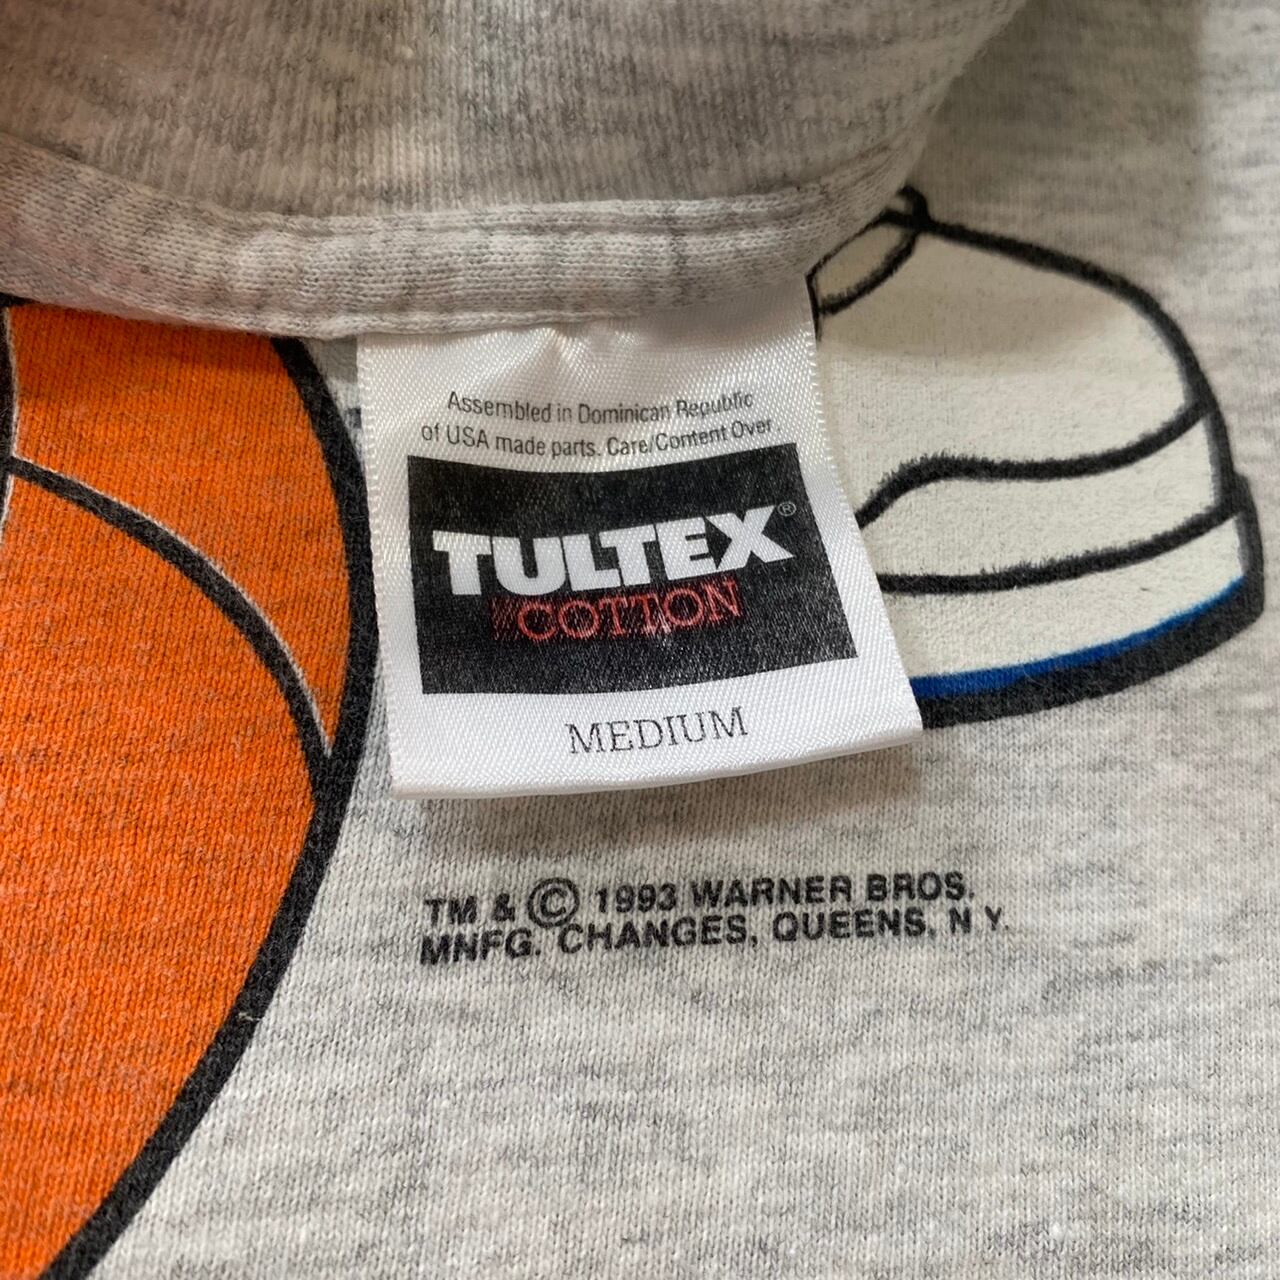 Assembled in Dominican Republic
of USA made parts. Care/Content Over
TULTEX®
COTTON
MEDIUM
TM & © 1993 WARNER BROS.
MNFG. CHANGES, QUEENS, N Y.